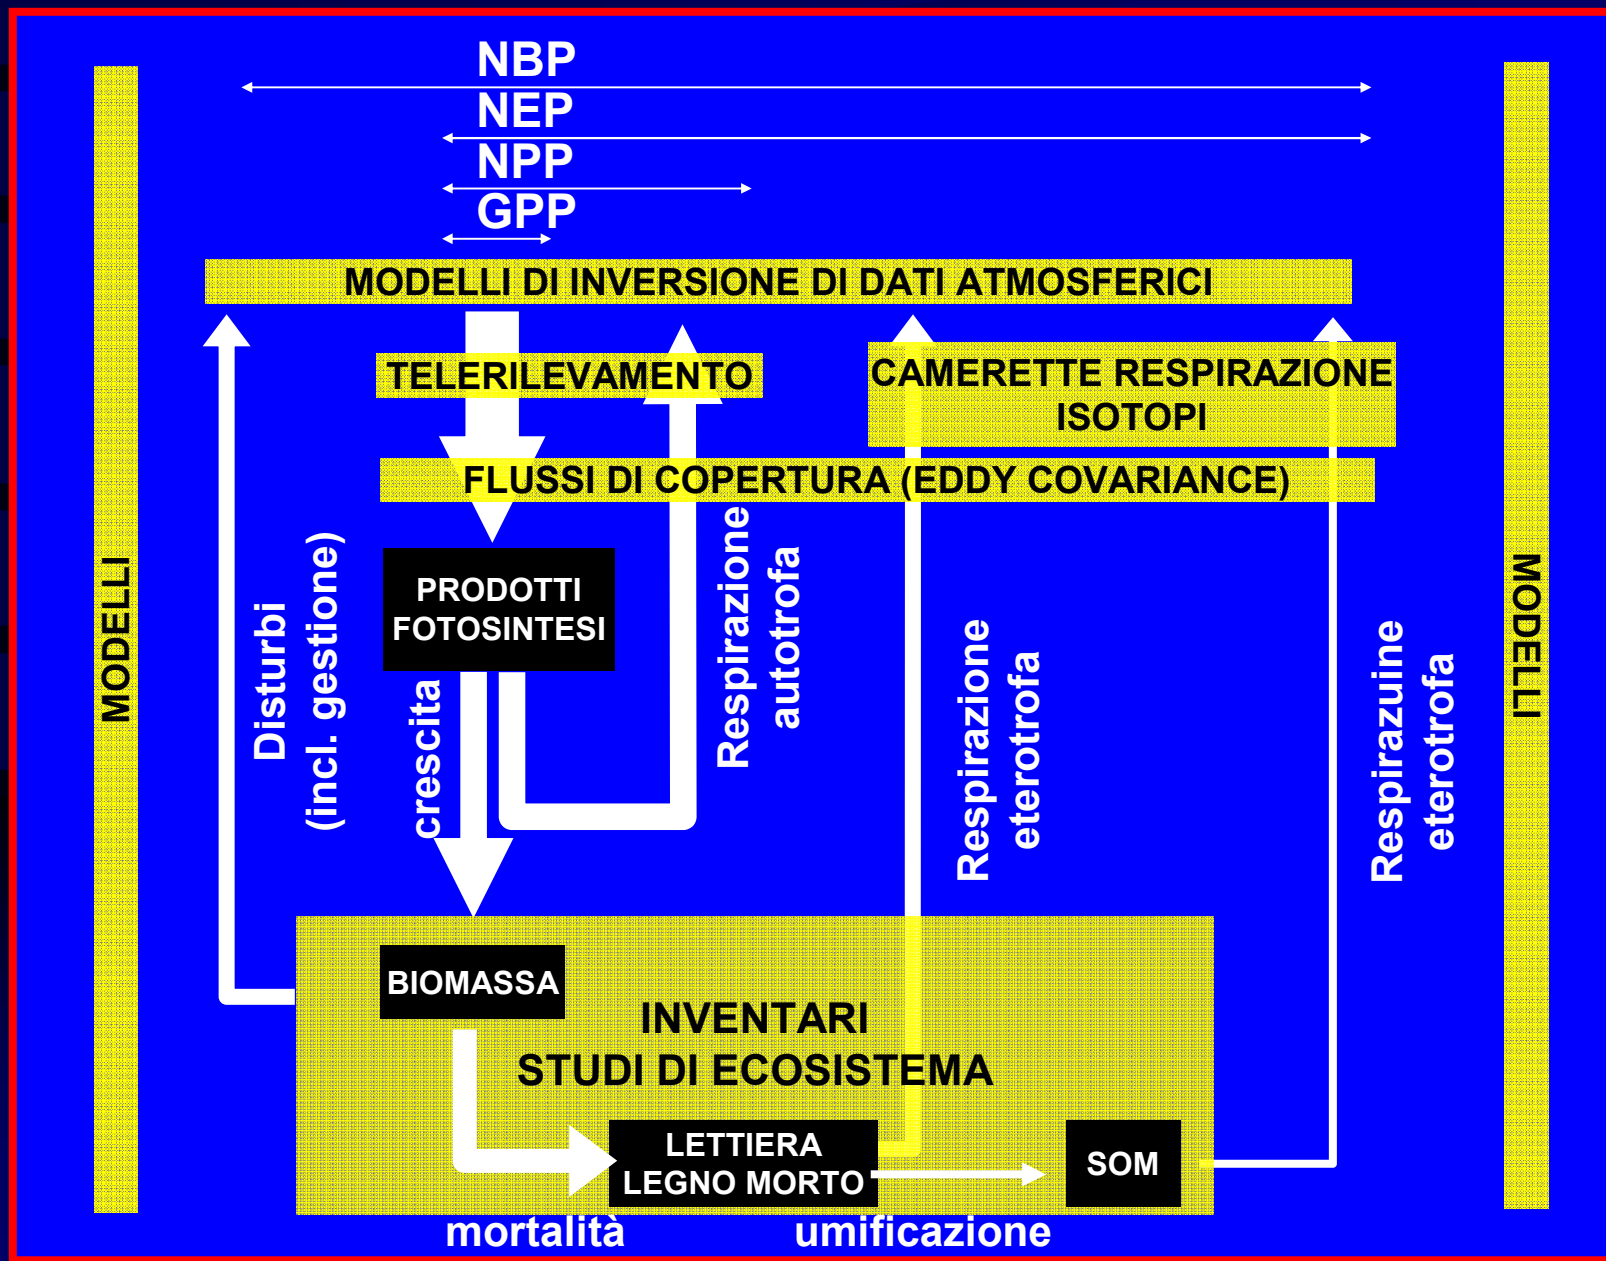 NBP
NEP
NPP
GPP
MODELLI DI INVERSIONE DI DATI ATMOSFERICI
TELERILEVAMENTO
CAMERETTE RESPIRAZIONE
ISOTOPI
FLUSSI DI COPERTURA (EDDY COVARIANCE)
MODELLI
Disturbi
(incl. gestione)
PRODOTTI
FOTOSINTESI
crescita
Respirazione
autotrofa
Respirazione
eterotrofa
Respirazuine
eterotrofa
MODELLI
BIOMASSA
INVENTARI
STUDI DI ECOSISTEMA
LETTIERA
LEGNO MORTO
SOM
mortalità
umificazione